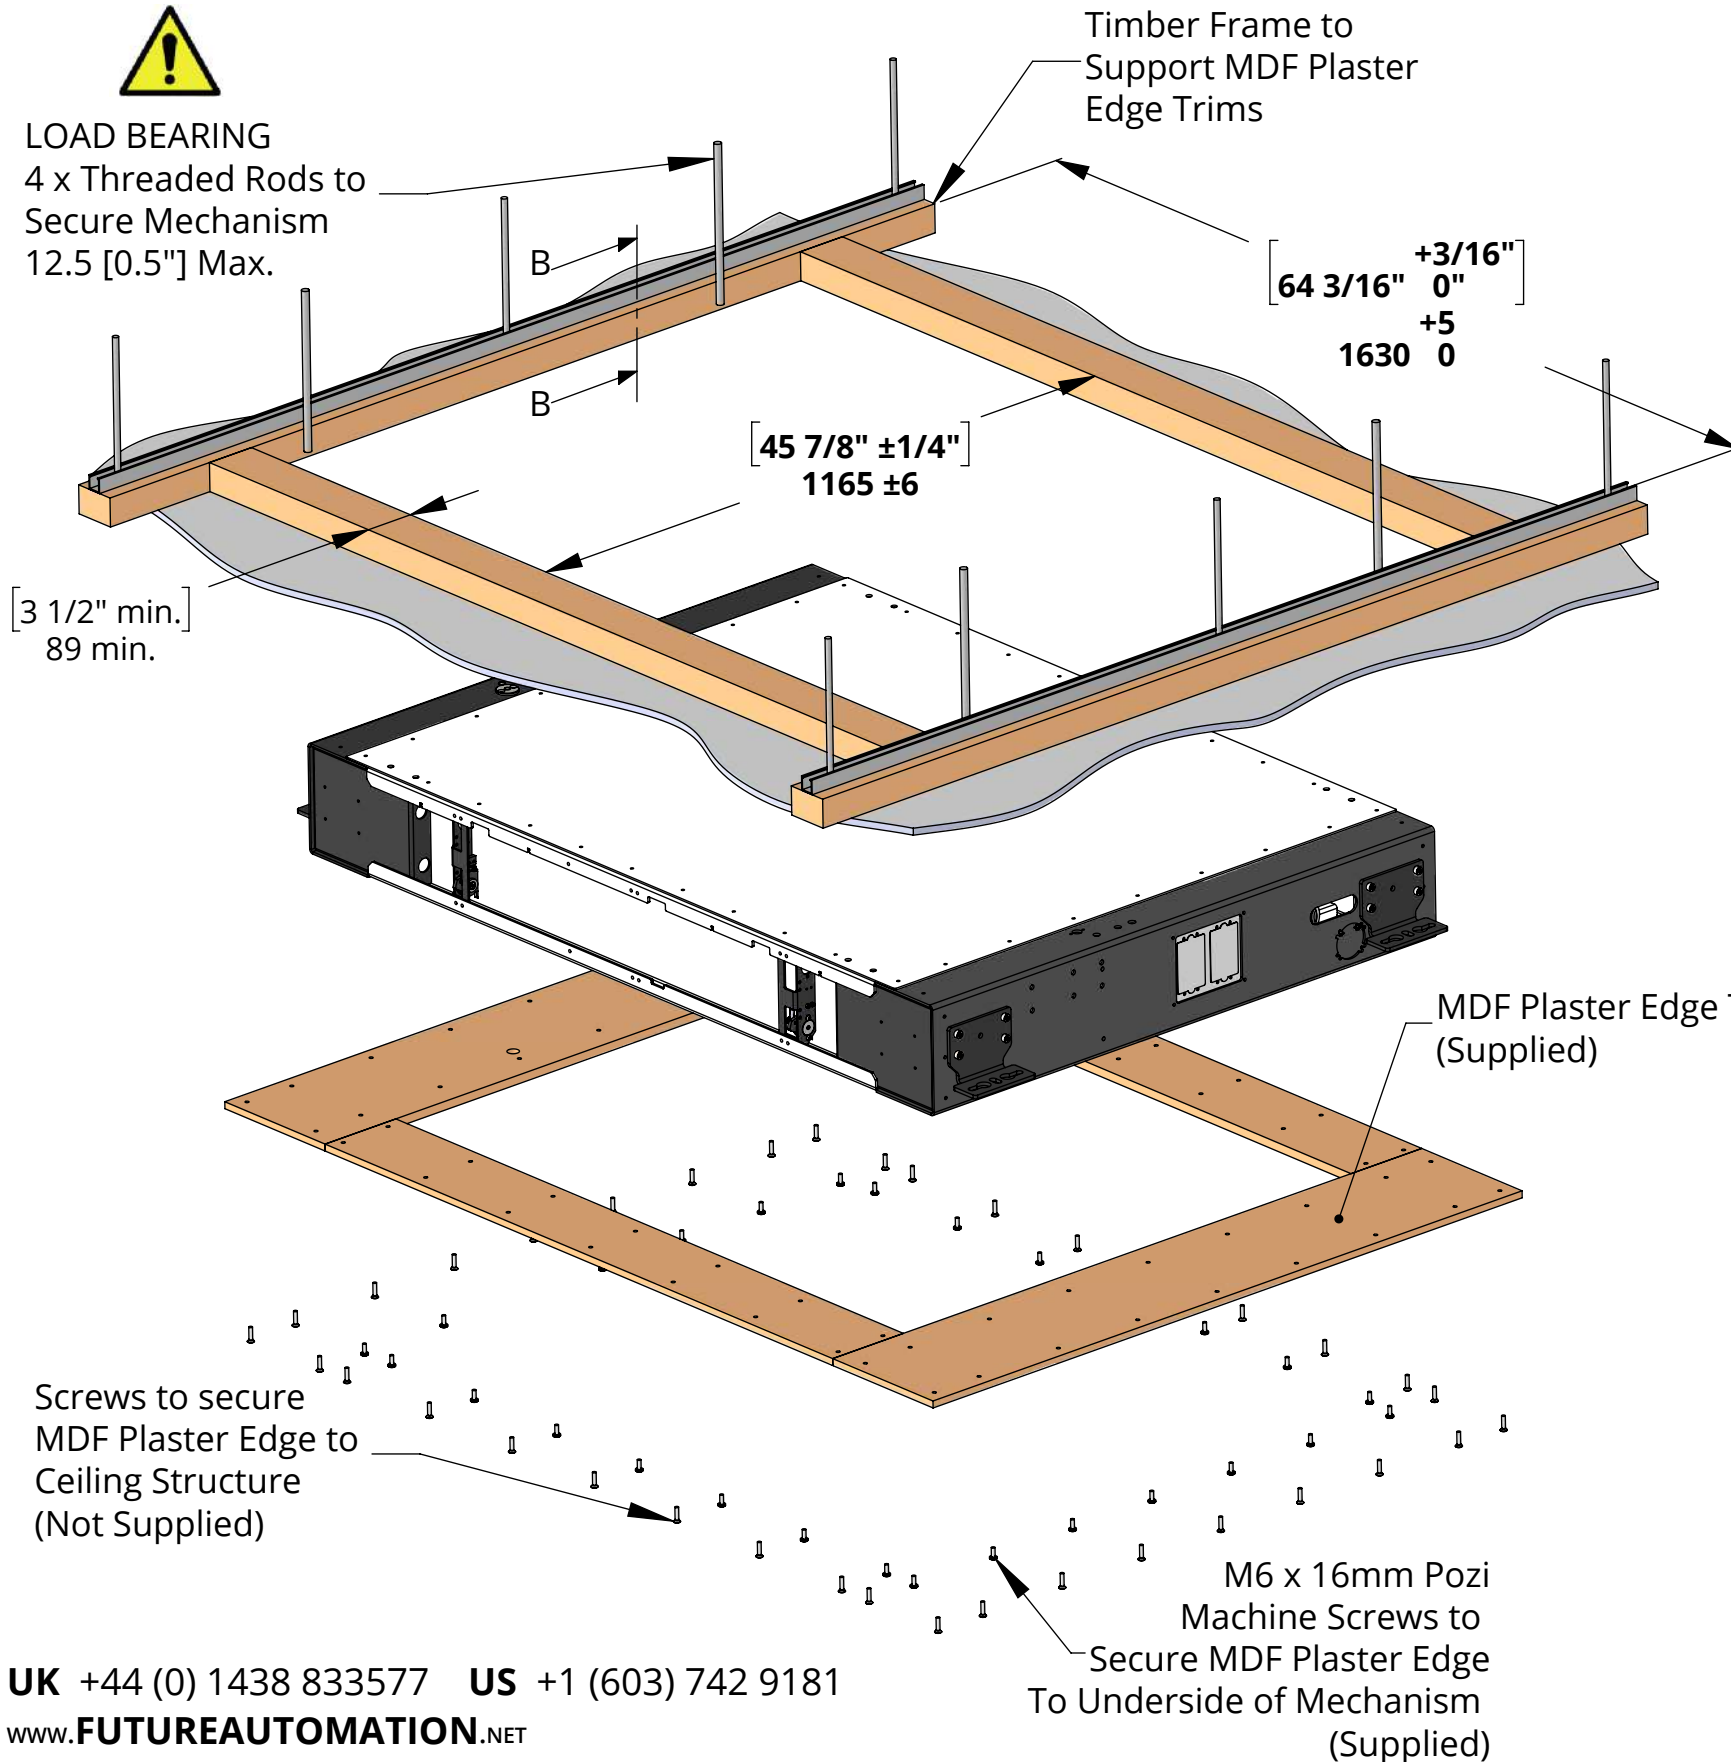 LOAD BEARING
4 x Threaded Rods to
Secure Mechanism
12.5 [0.5"] Max.
Timber Frame to
Support MDF Plaster
Edge Trims
B
B
+3/16"
[64 3/16" 0"]
+5
1630 0
[45 7/8" ±1/4"]
1165 ±6
[3 1/2" min.]
89 min.
MDF Plaster Edge
(Supplied)
Screws to secure
MDF Plaster Edge to
Ceiling Structure
(Not Supplied)
M6 x 16mm Pozi
Machine Screws to
Secure MDF Plaster Edge
To Underside of Mechanism
(Supplied)
UK +44 (0) 1438 833577 US +1 (603) 742 9181
WWW.FUTUREAUTOMATION.NET